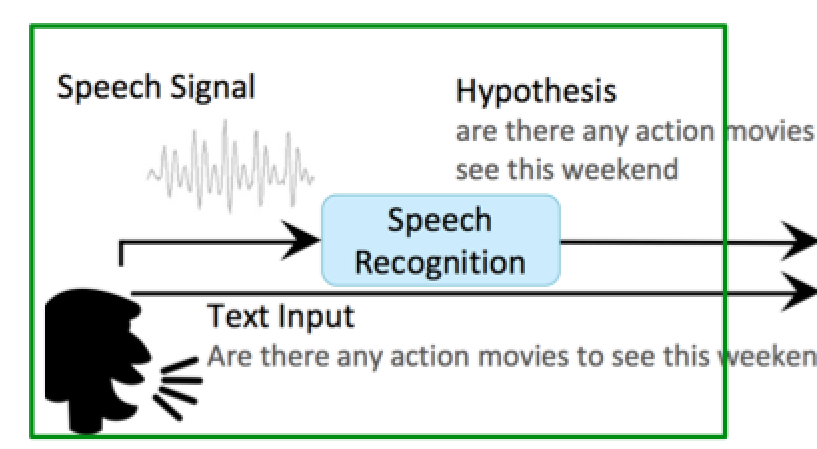 Speech Signal
Hypothesis
are there any action movies
see this weekend
Speech
Recognition
Text Input
Are there any action movies to see this weeken